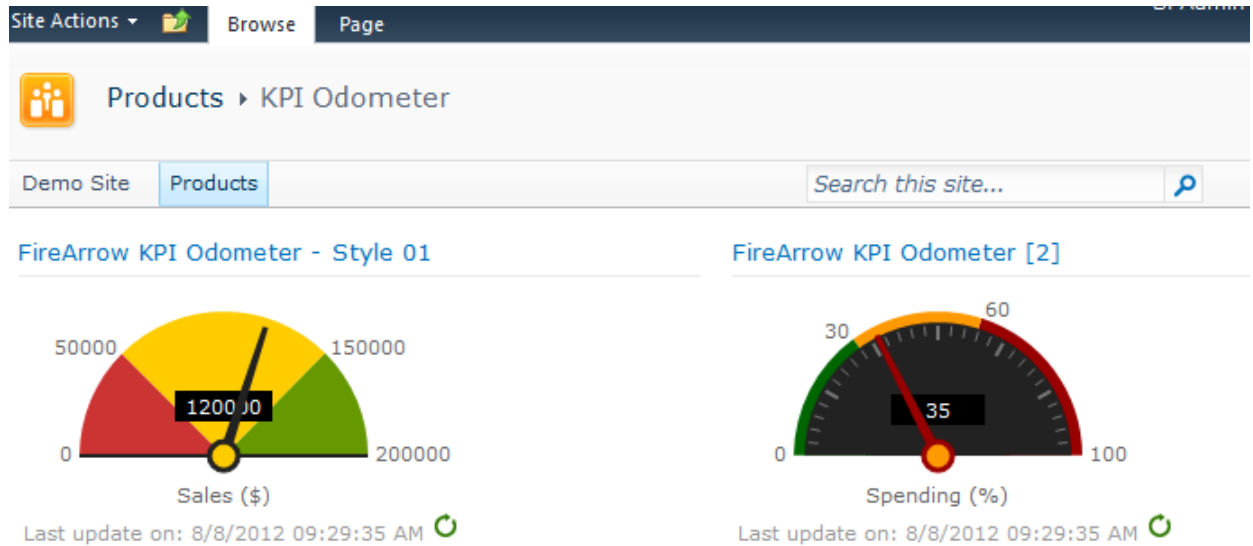 Site Actions Browse Page
Products ▸ KPI Odometer
Demo Site Products Search this site...
FireArrow KPI Odometer - Style 01
50000 150000
120000
0 200000
Sales ($)
Last update on: 8/8/2012 09:29:35 AM
FireArrow KPI Odometer [2]
60
30
35
0 100
Spending (%)
Last update on: 8/8/2012 09:29:35 AM